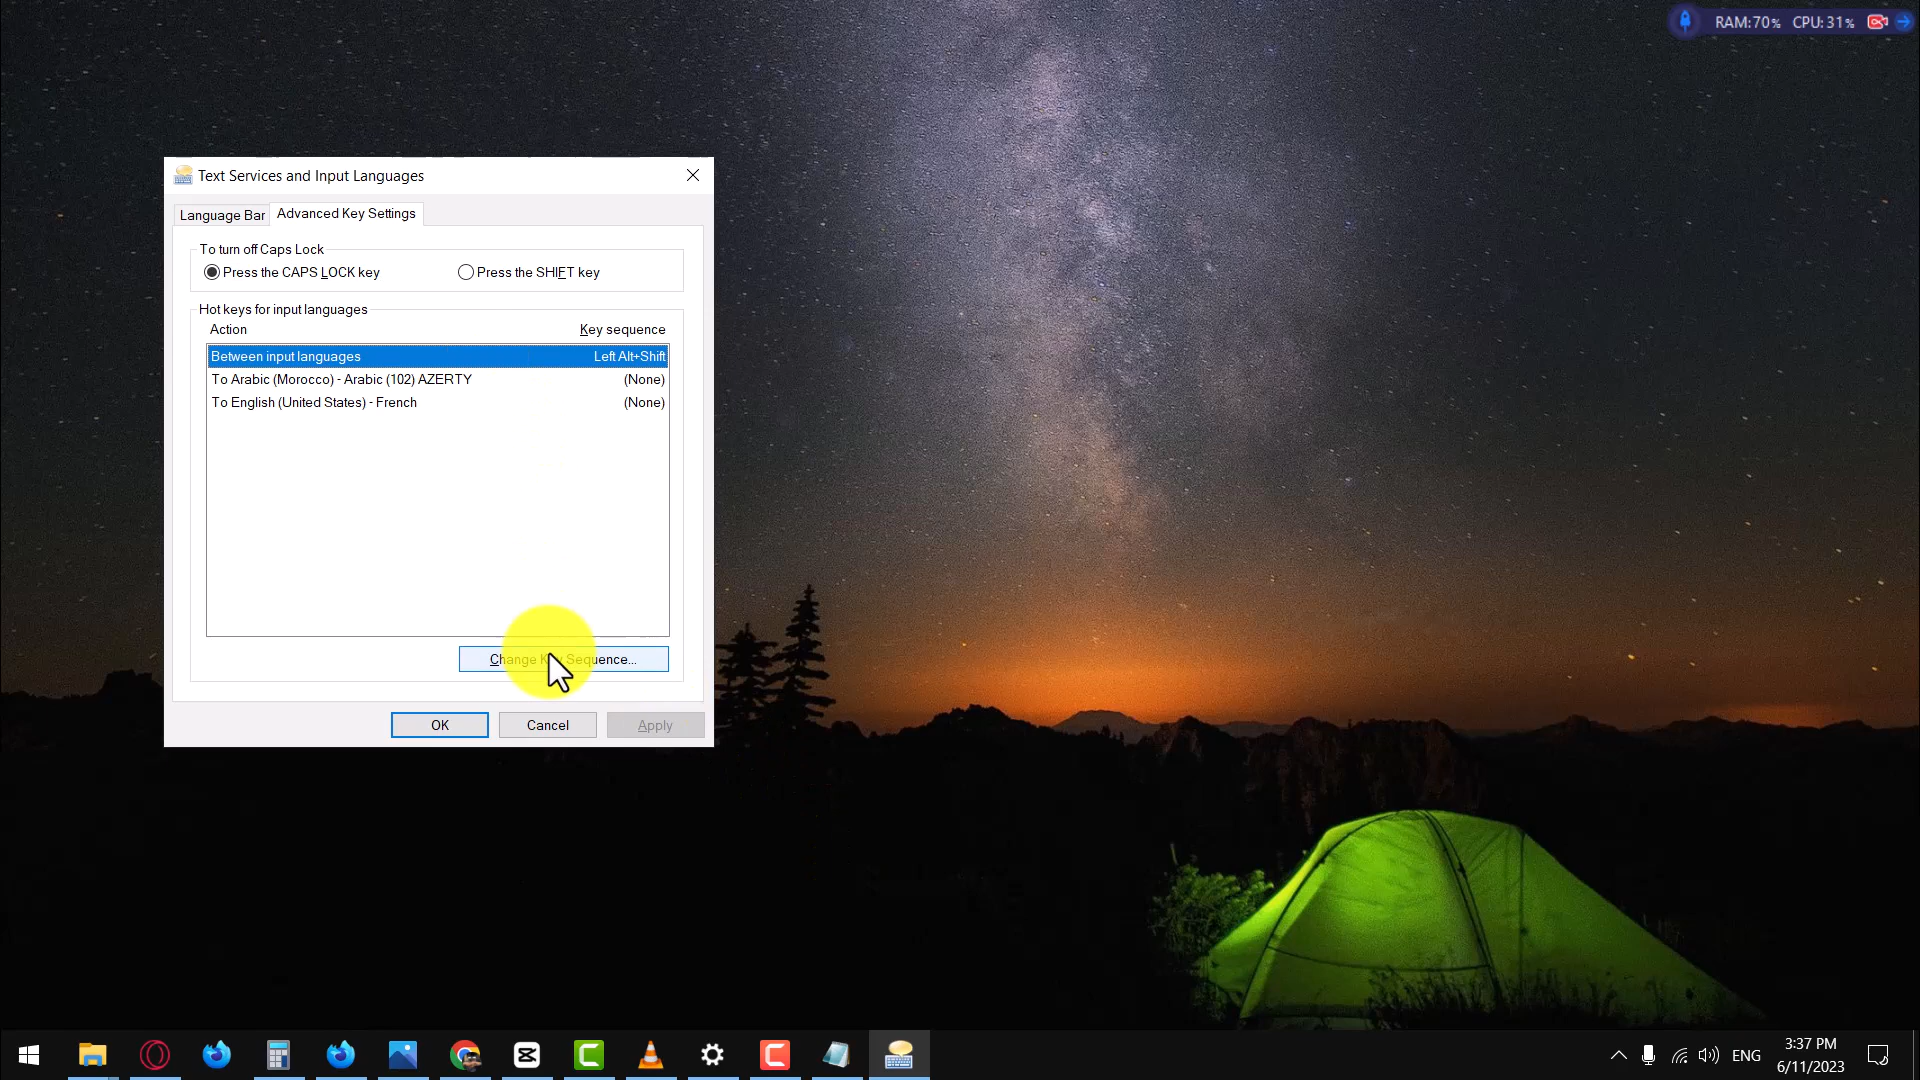 RAM:70% CPU:31%
Text Services and Input Languages
Language Bar Advanced Key Settings
To turn off Caps Lock
Press the CAPS LOCK key Press the SHIFT key
Hot keys for input languages
Action Key sequence
Between input languages Left Alt+Shift
To Arabic (Morocco) - Arabic (102) AZERTY (None)
To English (United States) - French (None)
Change Key Sequence...
OK Cancel Apply
ENG
3:37 PM
6/11/2023